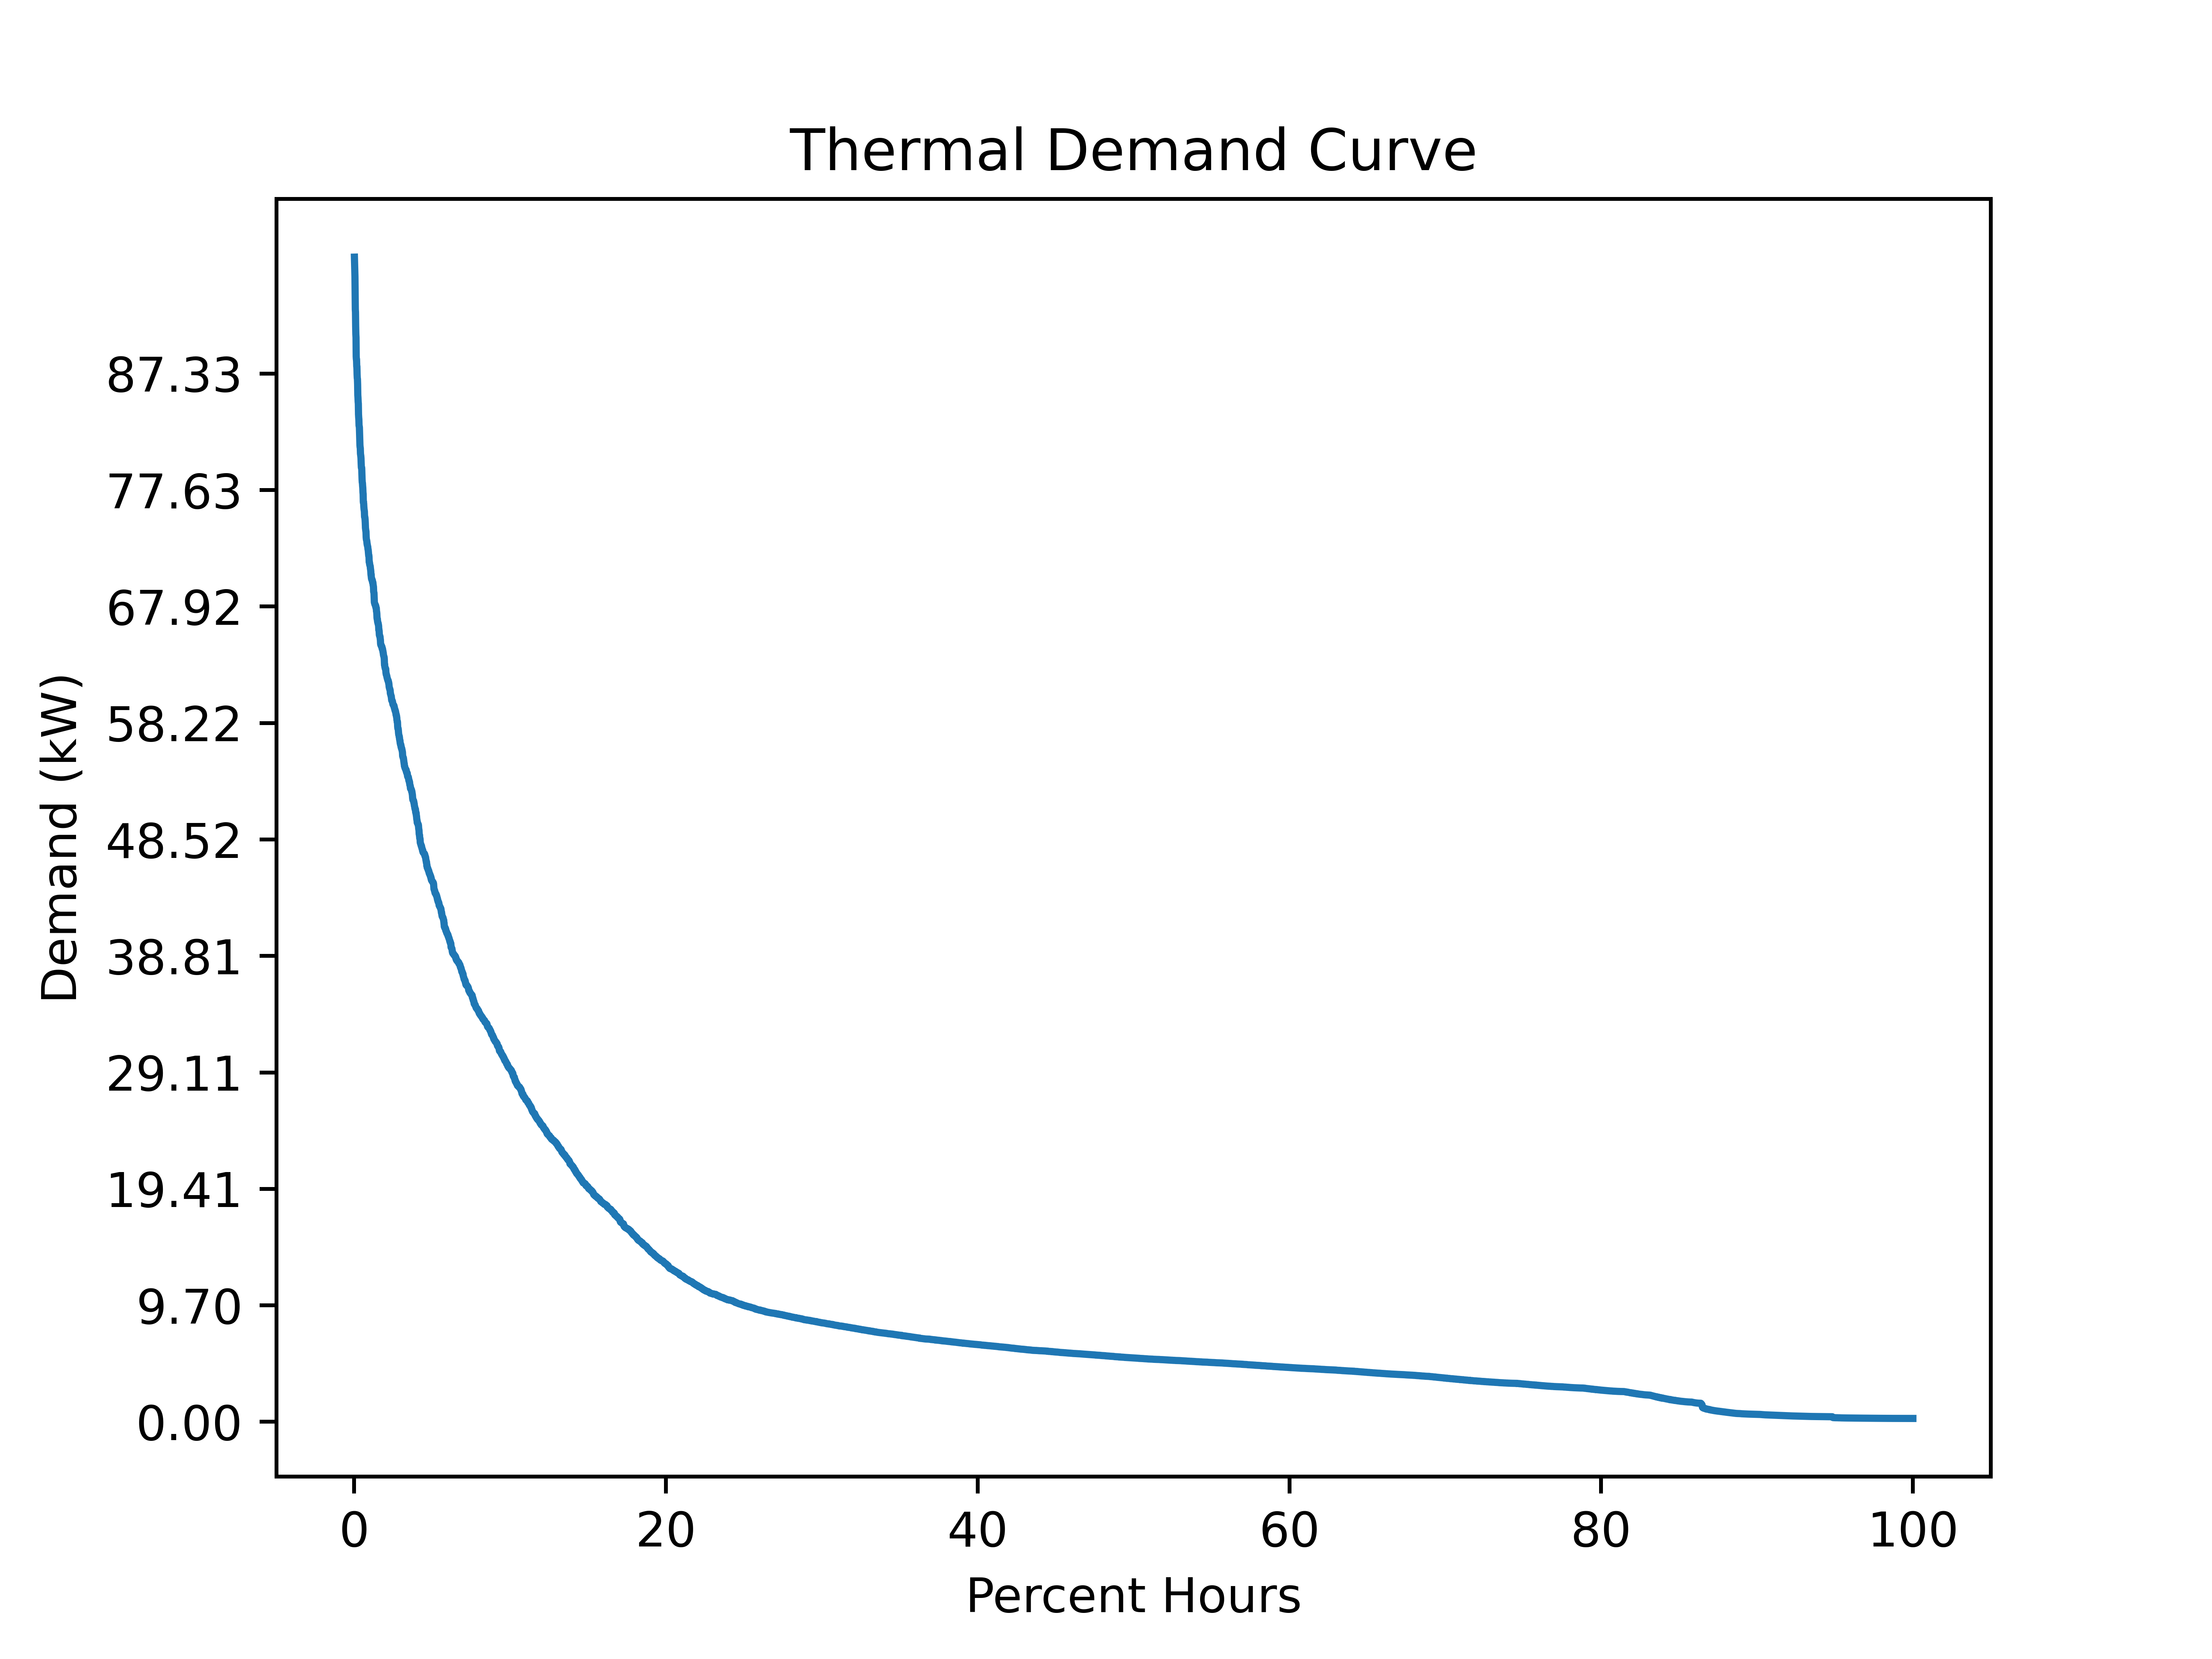 Thermal Demand Curve
Demand (kW)
87.33
77.63
67.92
58.22
48.52
38.81
29.11
19.41
9.70
0.00
0 20 40 60 80 100
Percent Hours